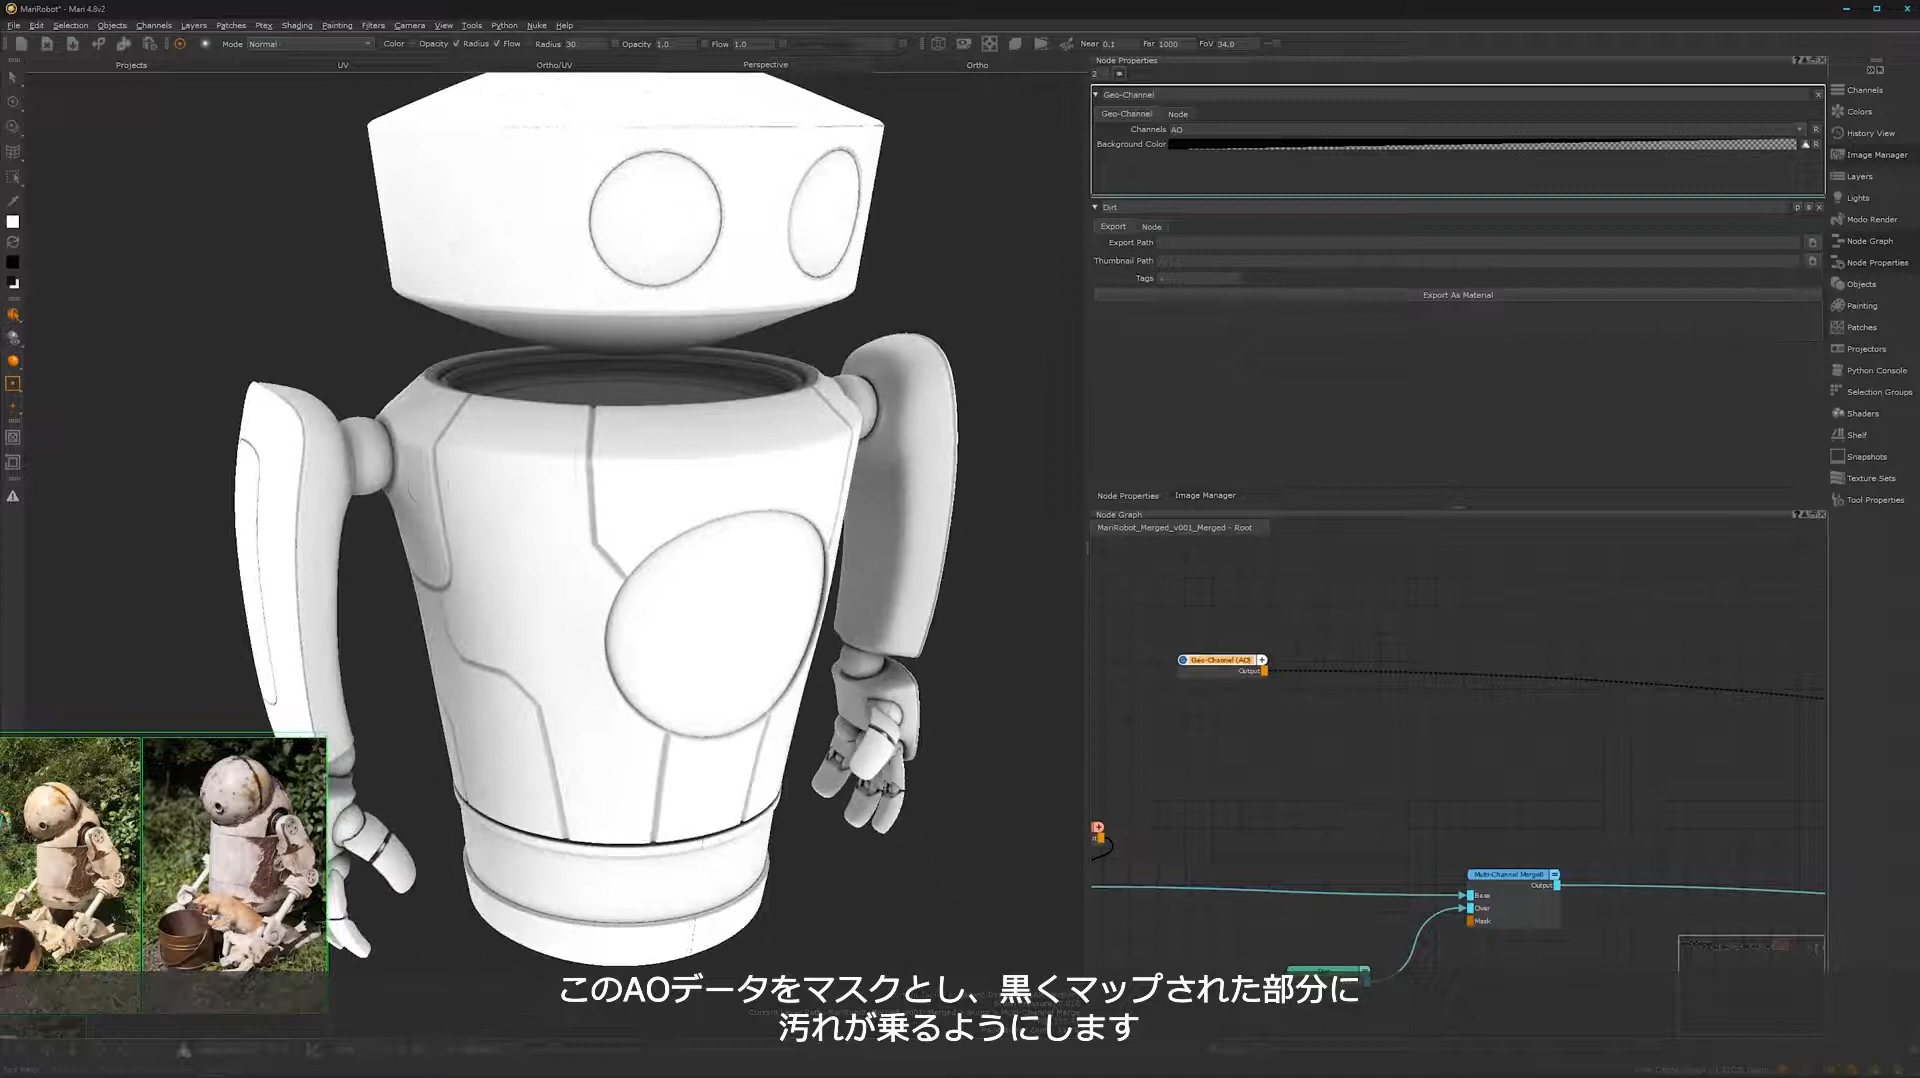 MariRobot* - Mari 4.8v2
File Edit Selection Objects Channels Layers Patches Ptex Shading Painting Filters Camera View Tools Python Nuke Help
Mode Normal Color Opacity Radius Flow Radius 30 Opacity 1.0 Flow 1.0 Near 0.1 Far 1000 FoV 34.0
Projects UV Ortho/UV Perspective Ortho
Node Properties
2
Geo-Channel
Geo-Channel Node
Channels AO R
Background Color R
Dirt
Export Node
Export Path
Thumbnail Path
Tags
Export As Material
Node Properties Image Manager
Node Graph
MariRobot_Merged_v001_Merged - Root
Geo-Channel (AO)
Output
Multi-Channel Merge8
Output
Base
Over
Mask
Channels
Colors
History View
Image Manager
Layers
Lights
Modo Render
Node Graph
Node Properties
Objects
Painting
Patches
Projectors
Python Console
Selection Groups
Shaders
Shelf
Snapshots
Texture Sets
Tool Properties
このAOデータをマスクとし、黒くマップされた部分に
汚れが乗るようにします
Tool Help: